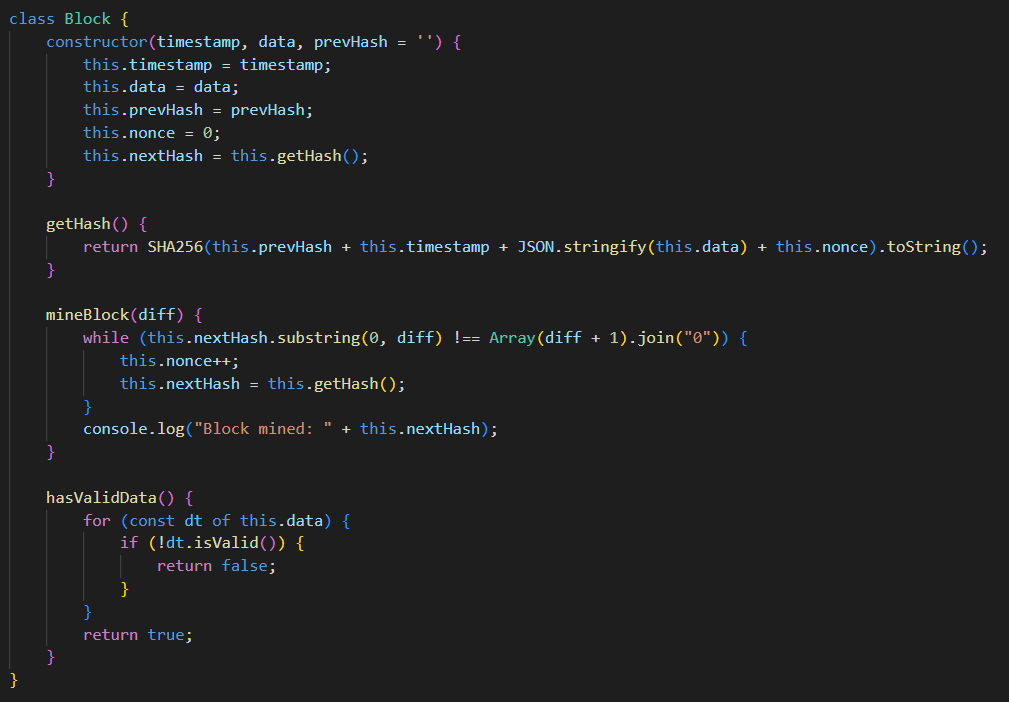 class Block {
    constructor(timestamp, data, prevHash = '') {
        this.timestamp = timestamp;
        this.data = data;
        this.prevHash = prevHash;
        this.nonce = 0;
        this.nextHash = this.getHash();
    }

    getHash() {
        return SHA256(this.prevHash + this.timestamp + JSON.stringify(this.data) + this.nonce).toString();
    }

    mineBlock(diff) {
        while (this.nextHash.substring(0, diff) !== Array(diff + 1).join("0")) {
            this.nonce++;
            this.nextHash = this.getHash();
        }
        console.log("Block mined: " + this.nextHash);
    }

    hasValidData() {
        for (const dt of this.data) {
            if (!dt.isValid()) {
                return false;
            }
        }
        return true;
    }
}